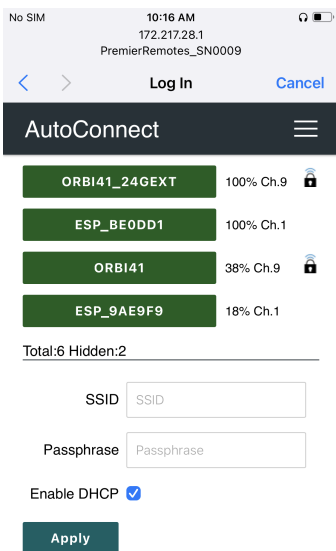 No SIM 10:16 AM
172.217.28.1
PremierRemotes_SN0009
Log In Cancel
AutoConnect
ORBI41_24GEXT 100% Ch.9
ESP_BE0DD1 100% Ch.1
ORBI41 38% Ch.9
ESP_9AE9F9 18% Ch.1
Total:6 Hidden:2
SSID SSID
Passphrase Passphrase
Enable DHCP
Apply